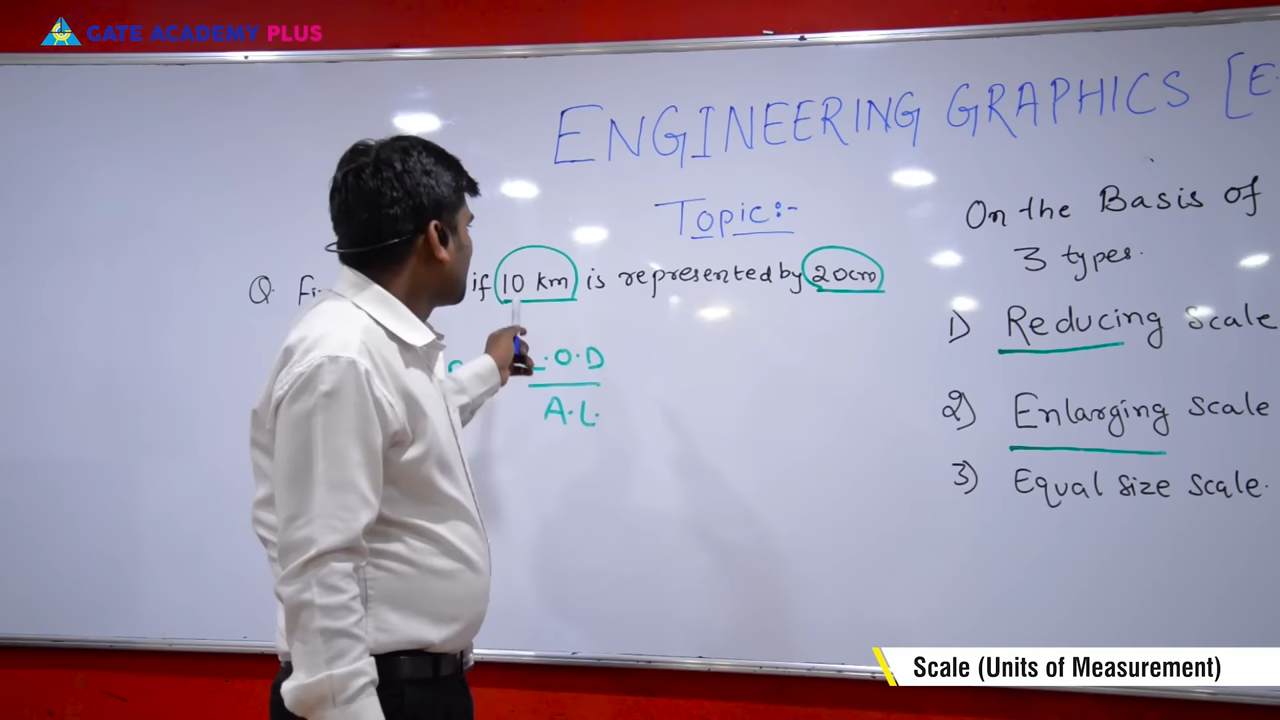 GATE ACADEMY PLUS
ENGINEERING GRAPHICS [E
Topic:-
Q. if 10 km is represented by 20cm
.O.D
A.L.
On the Basis of
3 types.
1) Reducing Scale
2) Enlarging Scale
3) Equal size scale.
Scale (Units of Measurement)